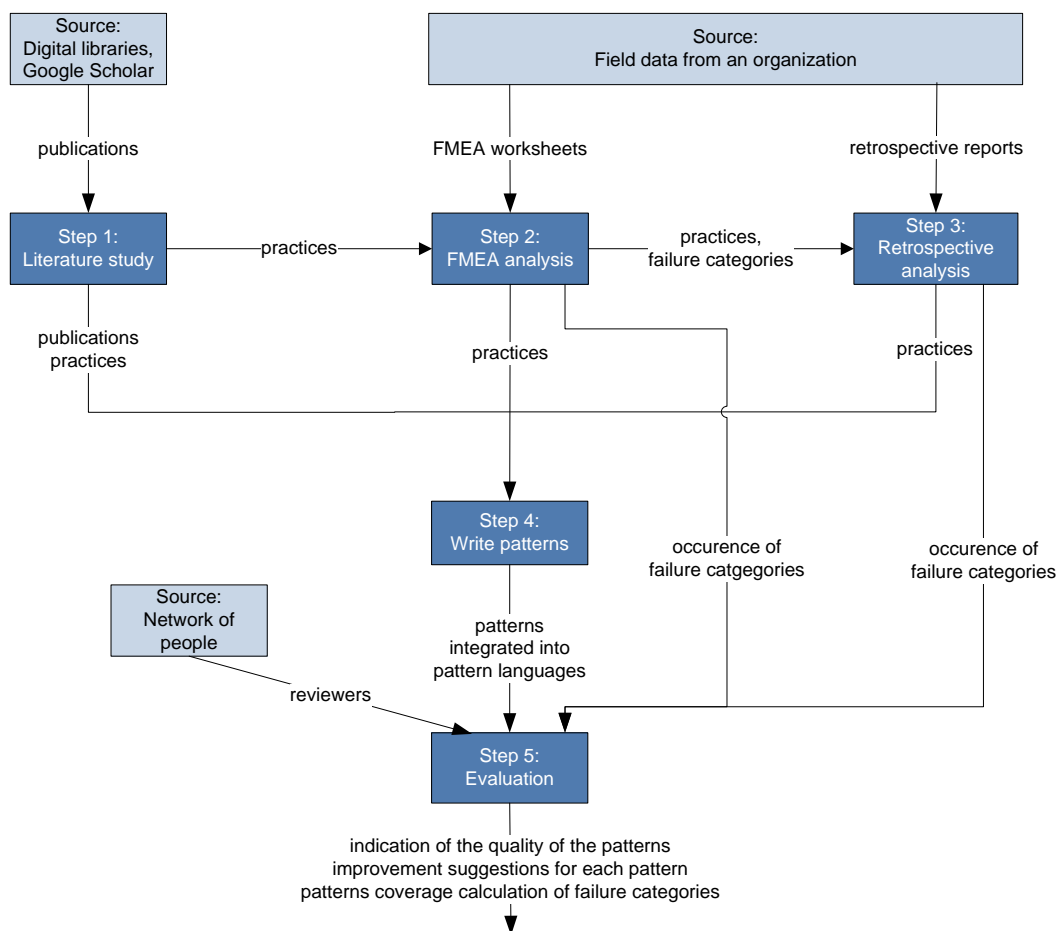 Source:
Digital libraries,
Google Scholar
Source:
Field data from an organization
publications
FMEA worksheets
retrospective reports
Step 1:
Literature study
practices
Step 2:
FMEA analysis
practices,
failure categories
Step 3:
Retrospective
analysis
publications
practices
practices
practices
Step 4:
Write patterns
occurence of
failure catgegories
occurence of
failure categories
Source:
Network of
people
patterns
integrated into
pattern languages
reviewers
Step 5:
Evaluation
indication of the quality of the patterns
improvement suggestions for each pattern
patterns coverage calculation of failure categories